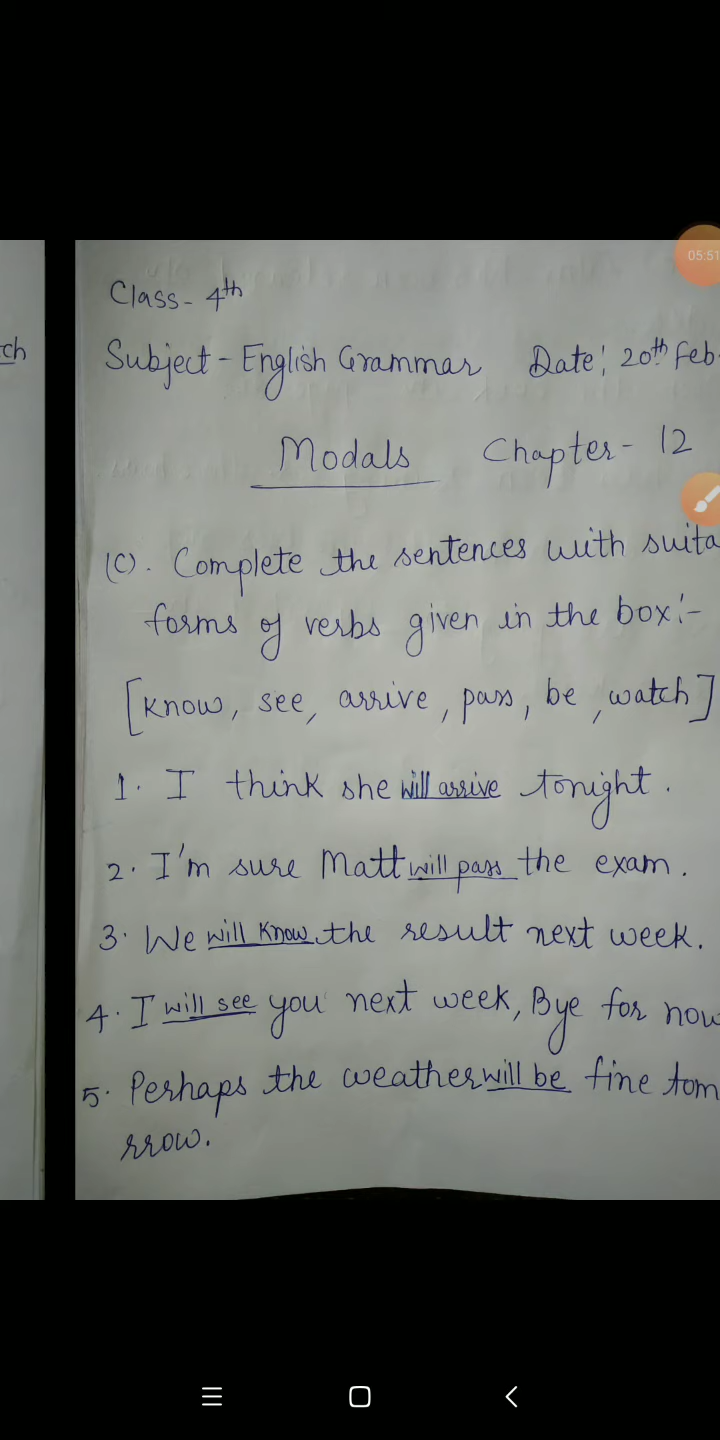 05:51
ch
Class- 4th
Subject - English Grammar Date: 20th Feb
Modals Chapter- 12
(C). Complete the sentences with suita
forms of verbs given in the box:-
[know, see, arrive, pass, be, watch]
1. I think she will arrive tonight.
2. I'm sure Matt will pass the exam.
3. We will know the result next week.
4. I will see you next week, Bye for now
5. Perhaps the weather will be fine tom
rrow.